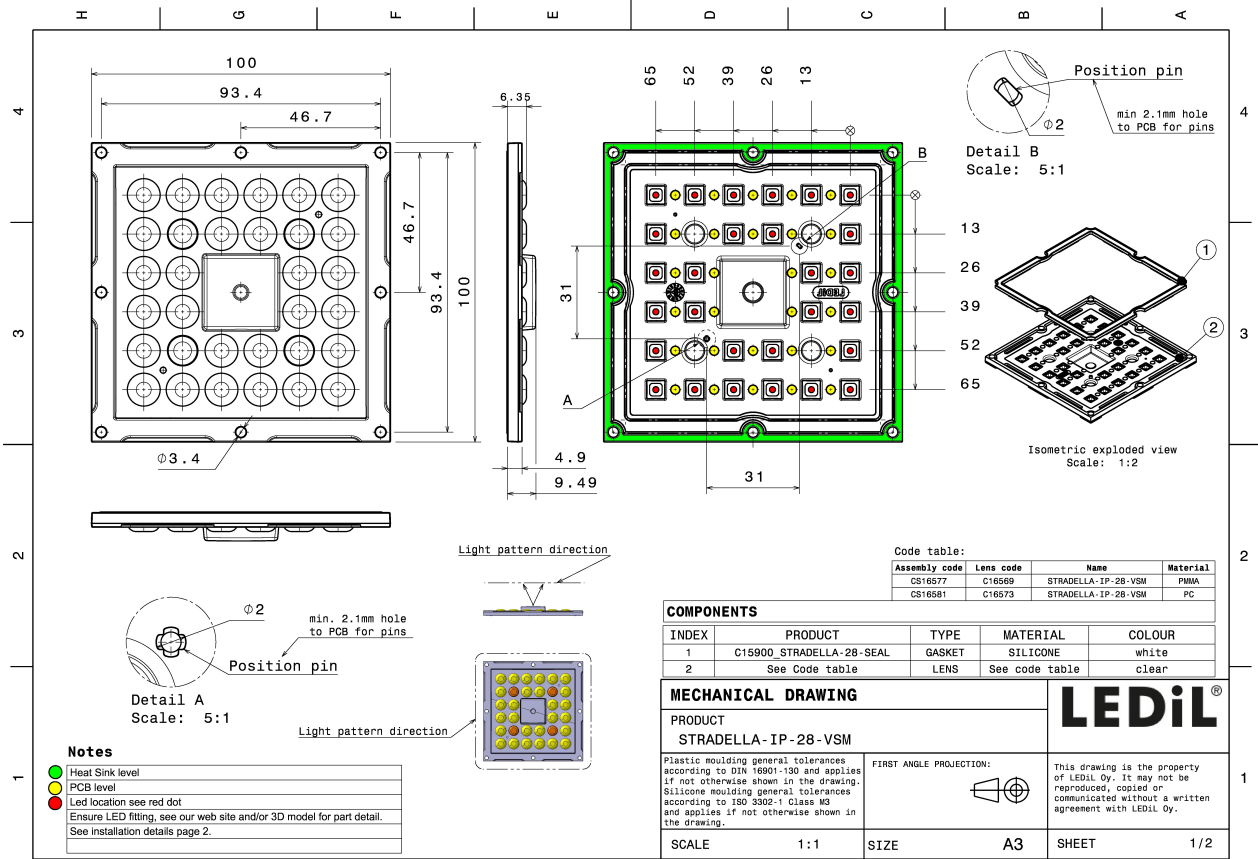 H G F E D C B A
4
3
2
1
4
3
2
1
100
93.4
46.7
46.7
93.4
100
Φ3.4
6.35
4.9
9.49
65 52 39 26 13
B
13
26
39
52
65
31
A
31
LEDiL
Position pin
Φ2
min 2.1mm hole
to PCB for pins
Detail B
Scale: 5:1
1
2
Isometric exploded view
Scale: 1:2
Φ2
min. 2.1mm hole
to PCB for pins
Position pin
Detail A
Scale: 5:1
Light pattern direction
Light pattern direction
Notes
Heat Sink level
PCB level
Led location see red dot
Ensure LED fitting, see our web site and/or 3D model for part detail.
See installation details page 2.
Code table:
Assembly code Lens code Name Material
CS16577 C16569 STRADELLA-IP-28-VSM PMMA
CS16581 C16573 STRADELLA-IP-28-VSM PC
COMPONENTS
INDEX PRODUCT TYPE MATERIAL COLOUR
1 C15900_STRADELLA-28-SEAL GASKET SILICONE white
2 See Code table LENS See code table clear
MECHANICAL DRAWING
PRODUCT
STRADELLA-IP-28-VSM
LEDiL®
Plastic moulding general tolerances
according to DIN 16901-130 and applies
if not otherwise shown in the drawing.
Silicone moulding general tolerances
according to ISO 3302-1 Class M3
and applies if not otherwise shown in
the drawing.
FIRST ANGLE PROJECTION:
This drawing is the property
of LEDiL Oy. It may not be
reproduced, copied or
communicated without a written
agreement with LEDiL Oy.
SCALE 1:1 SIZE A3 SHEET 1/2